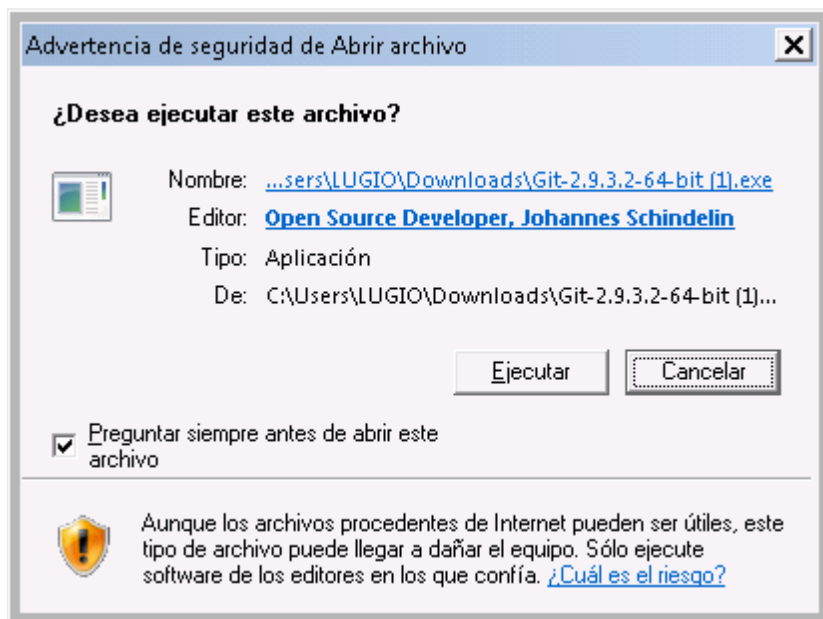 Advertencia de seguridad de Abrir archivo
¿Desea ejecutar este archivo?
Nombre: ...sers\LUGIO\Downloads\Git-2.9.3.2-64-bit (1).exe
Editor: Open Source Developer, Johannes Schindelin
Tipo: Aplicación
De: C:\Users\LUGIO\Downloads\Git-2.9.3.2-64-bit (1)...
Ejecutar Cancelar
Preguntar siempre antes de abrir este
archivo
Aunque los archivos procedentes de Internet pueden ser útiles, este
tipo de archivo puede llegar a dañar el equipo. Sólo ejecute
software de los editores en los que confía. ¿Cuál es el riesgo?